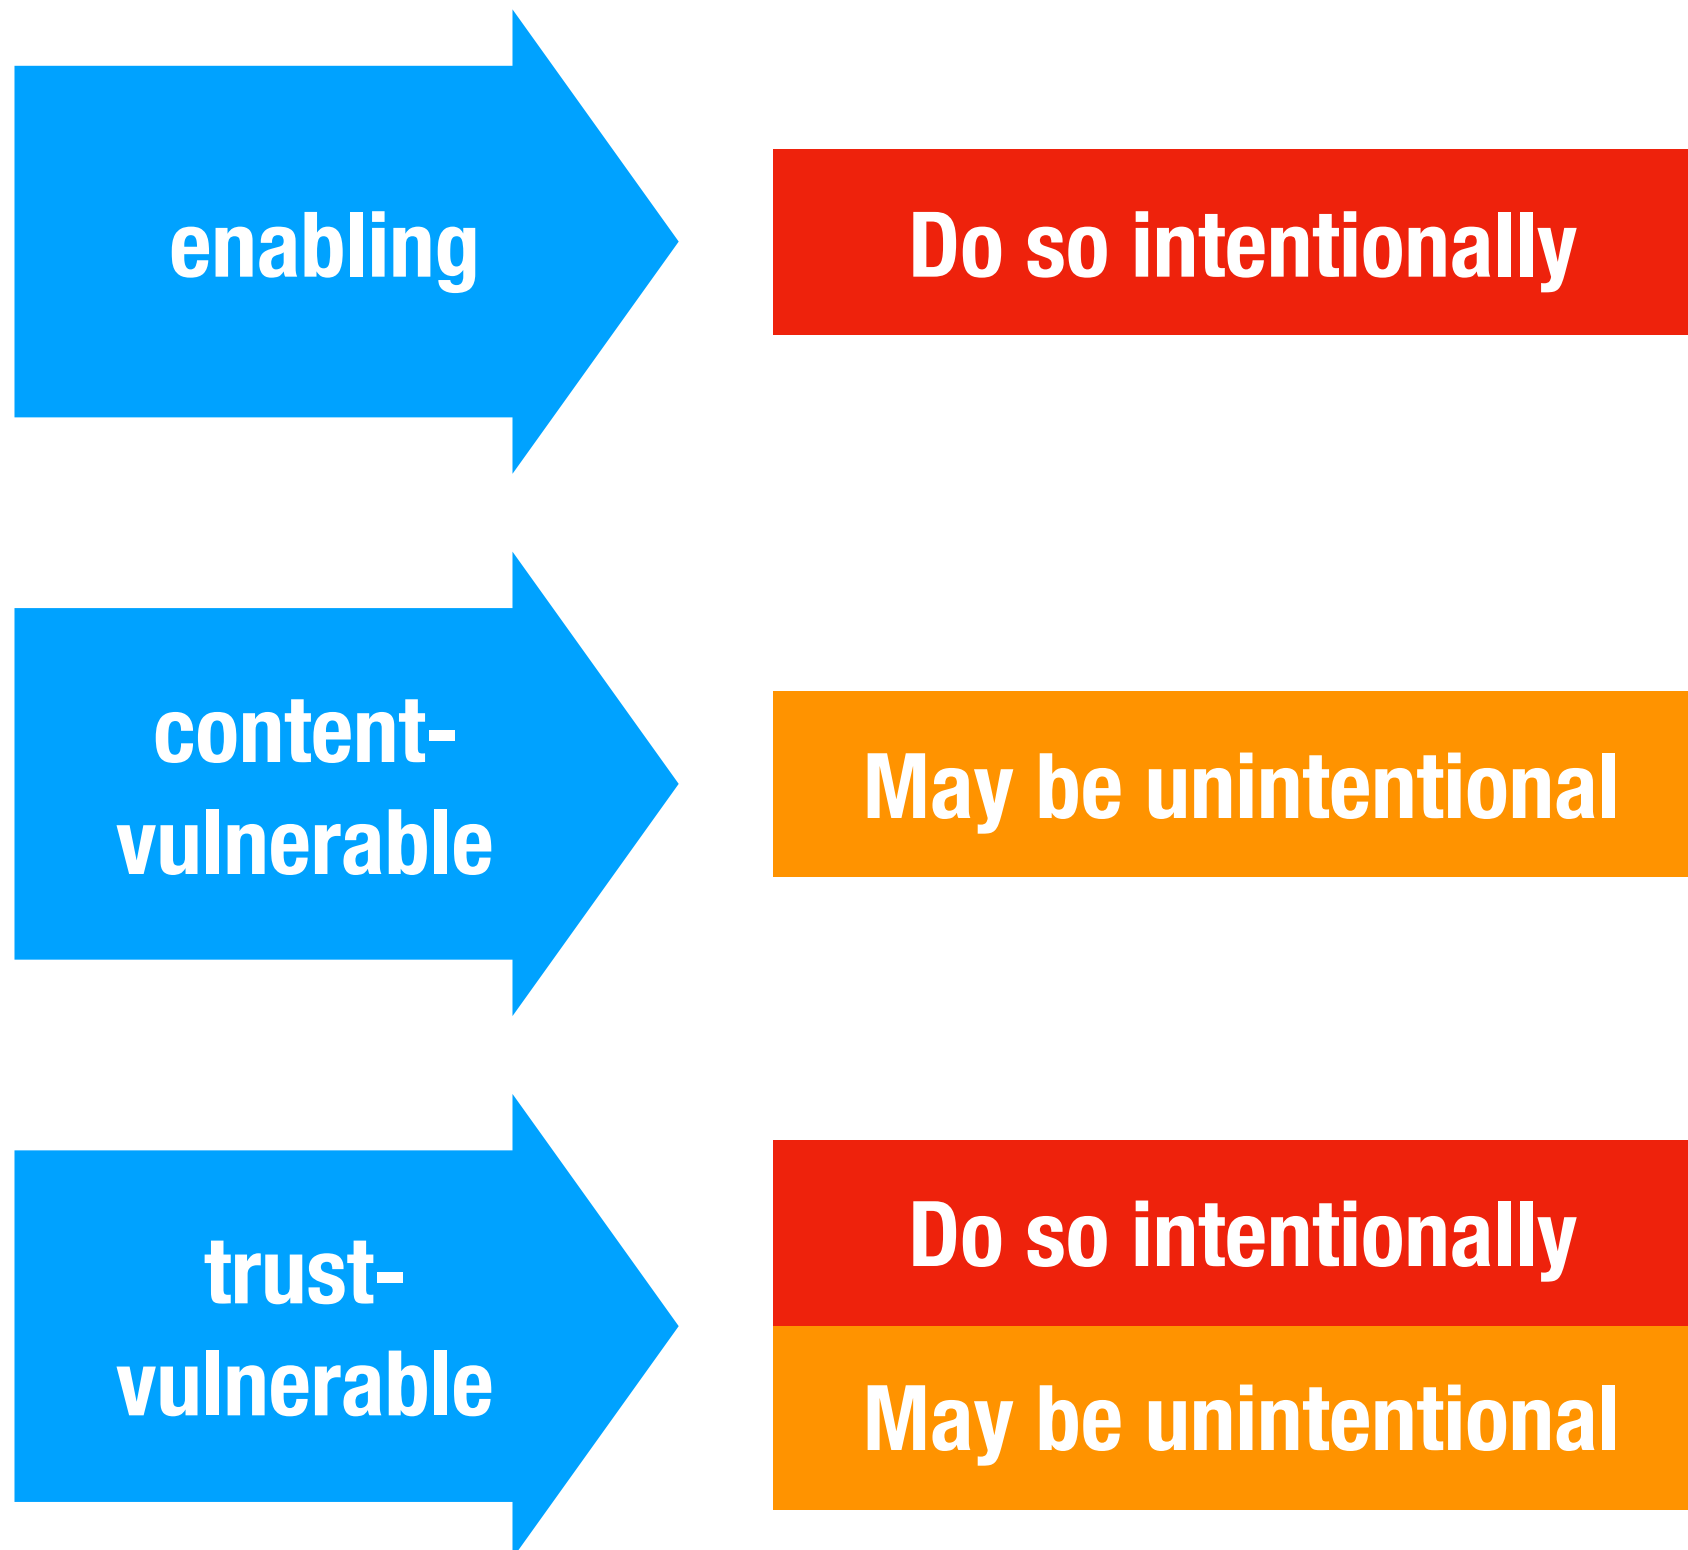 enabling
Do so intentionally
content-
vulnerable
May be unintentional
trust-
vulnerable
Do so intentionally
May be unintentional